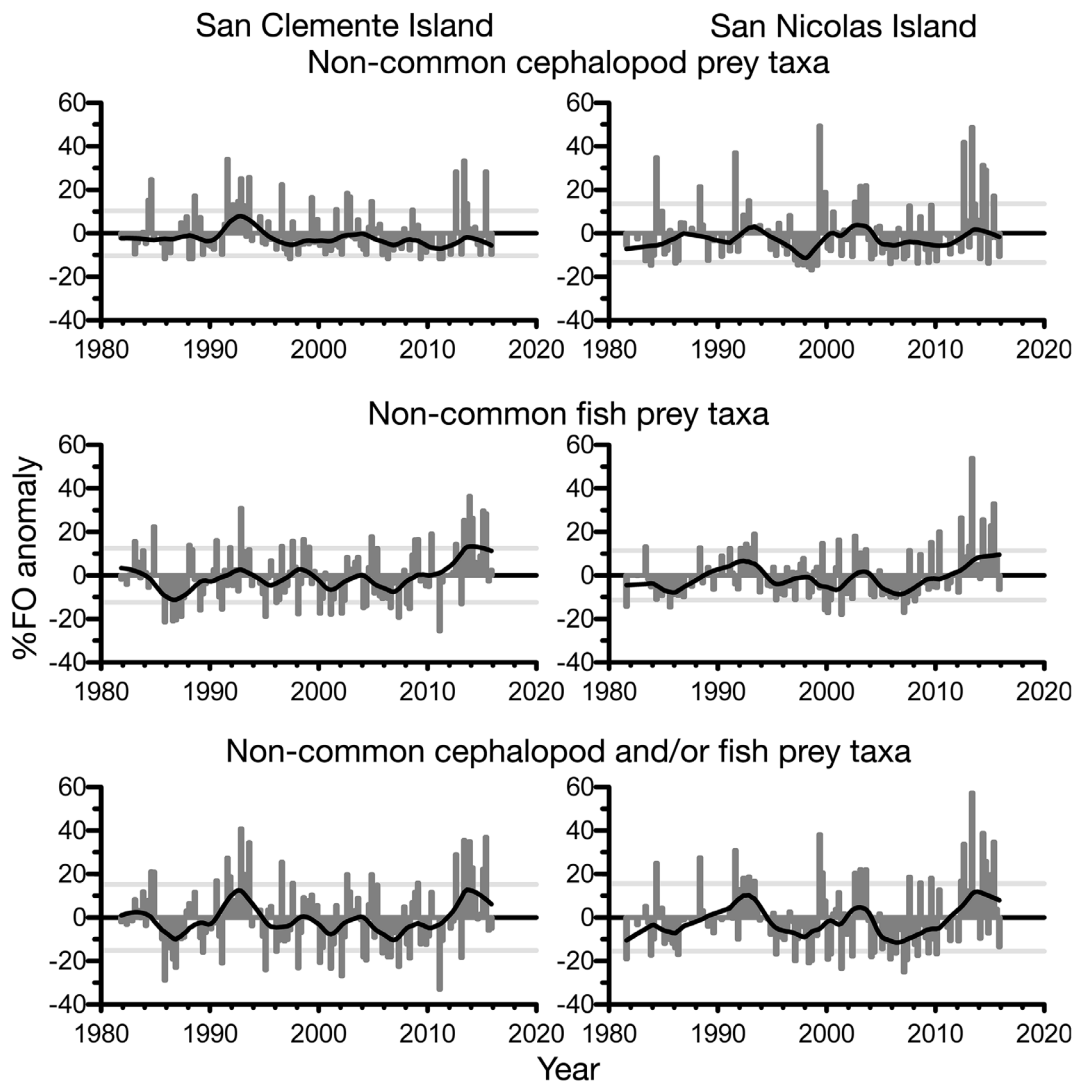 San Clemente Island San Nicolas Island
Non-common cephalopod prey taxa
60 60
40 40
20 20
0 0
-20 -20
-40 -40
1980 1990 2000 2010 2020 1980 1990 2000 2010 2020
Non-common fish prey taxa
60 60
40 40
20 20
0 0
-20 -20
-40 -40
1980 1990 2000 2010 2020 1980 1990 2000 2010 2020
%FO anomaly
Non-common cephalopod and/or fish prey taxa
60 60
40 40
20 20
0 0
-20 -20
-40 -40
1980 1990 2000 2010 2020 1980 1990 2000 2010 2020
Year